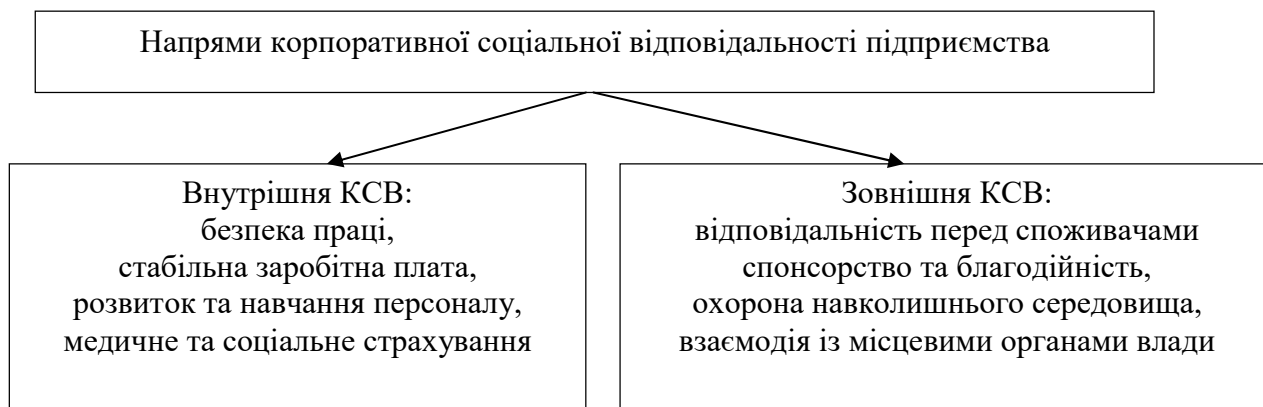 Напрями корпоративної соціальної відповідальності підприємства
Внутрішня КСВ:
безпека праці,
стабільна заробітна плата,
розвиток та навчання персоналу,
медичне та соціальне страхування
Зовнішня КСВ:
відповідальність перед споживачами
спонсорство та благодійність,
охорона навколишнього середовища,
взаємодія із місцевими органами влади